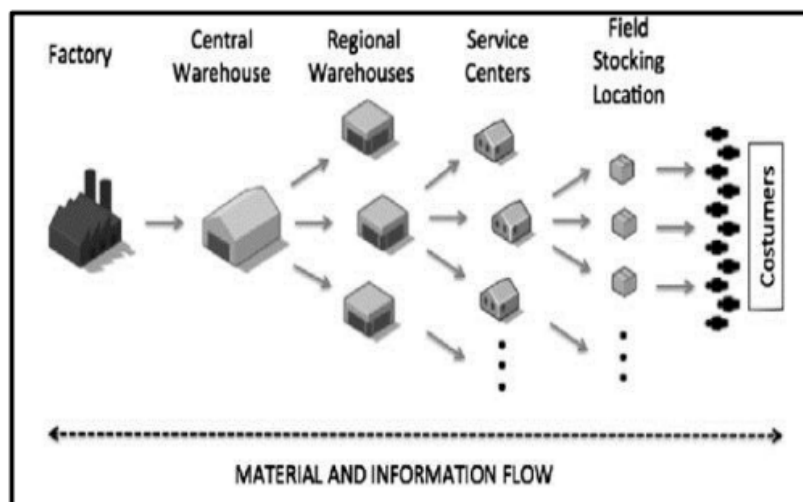 Factory
Central
Warehouse
Regional
Warehouses
Service
Centers
Field
Stocking
Location
Costumers
MATERIAL AND INFORMATION FLOW